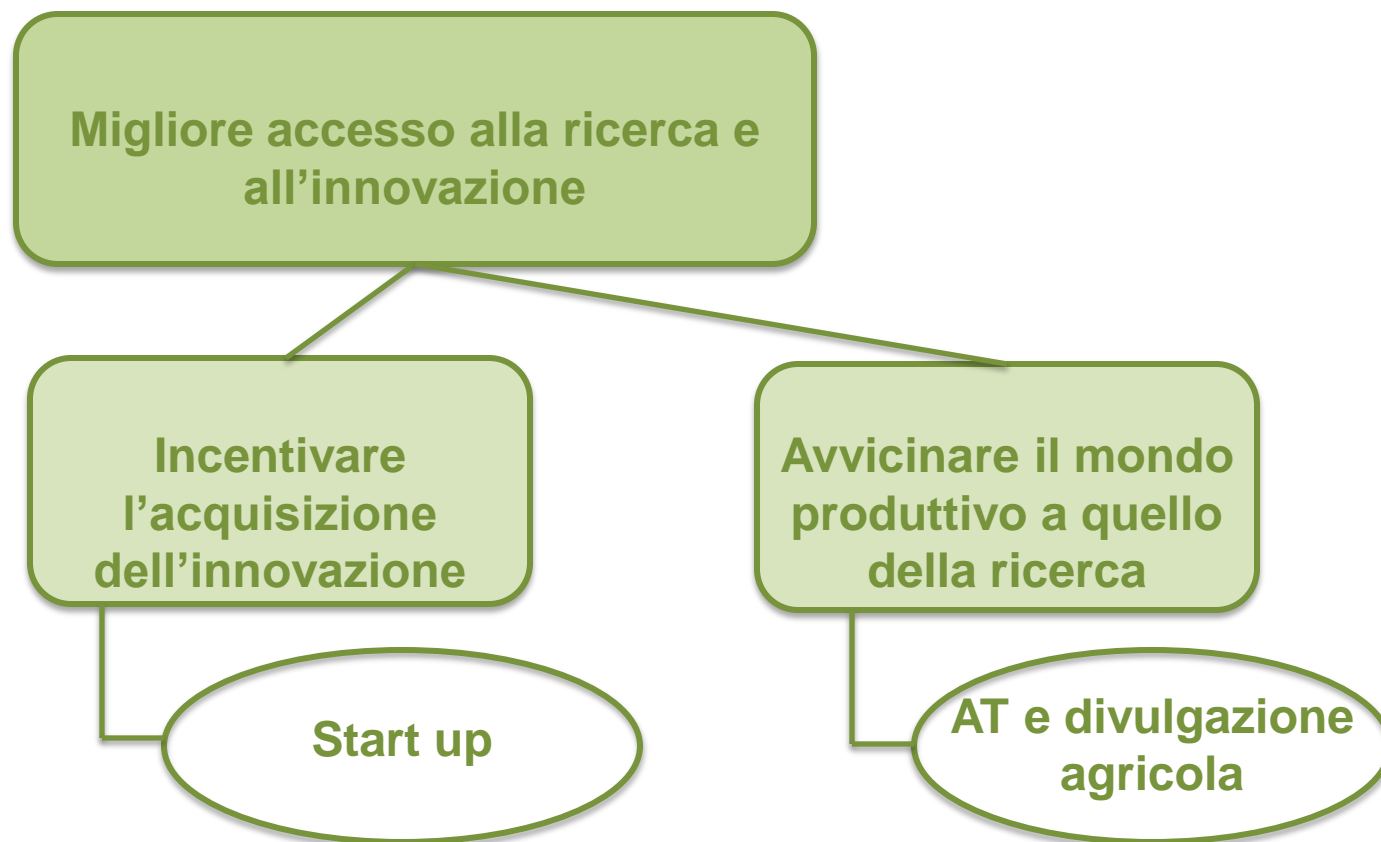 Migliore accesso alla ricerca e
all’innovazione
Incentivare
l’acquisizione
dell’innovazione
Avvicinare il mondo
produttivo a quello
della ricerca
Start up
AT e divulgazione
agricola